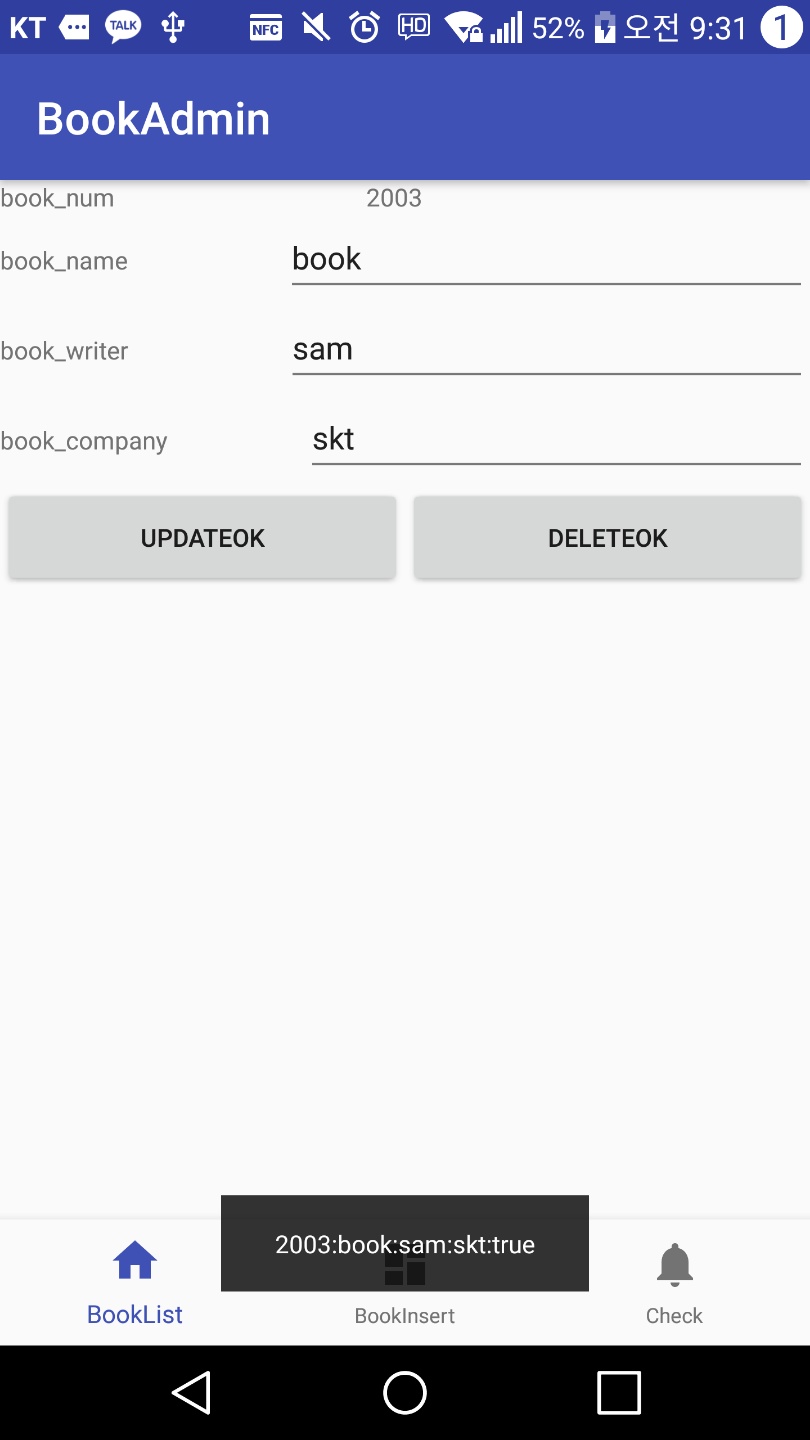 KT TALK NFC HD 52% 오전 9:31 1
BookAdmin
book_num 2003
book_name book
book_writer sam
book_company skt
UPDATEOK DELETEOK
2003:book:sam:skt:true
BookList BookInsert Check